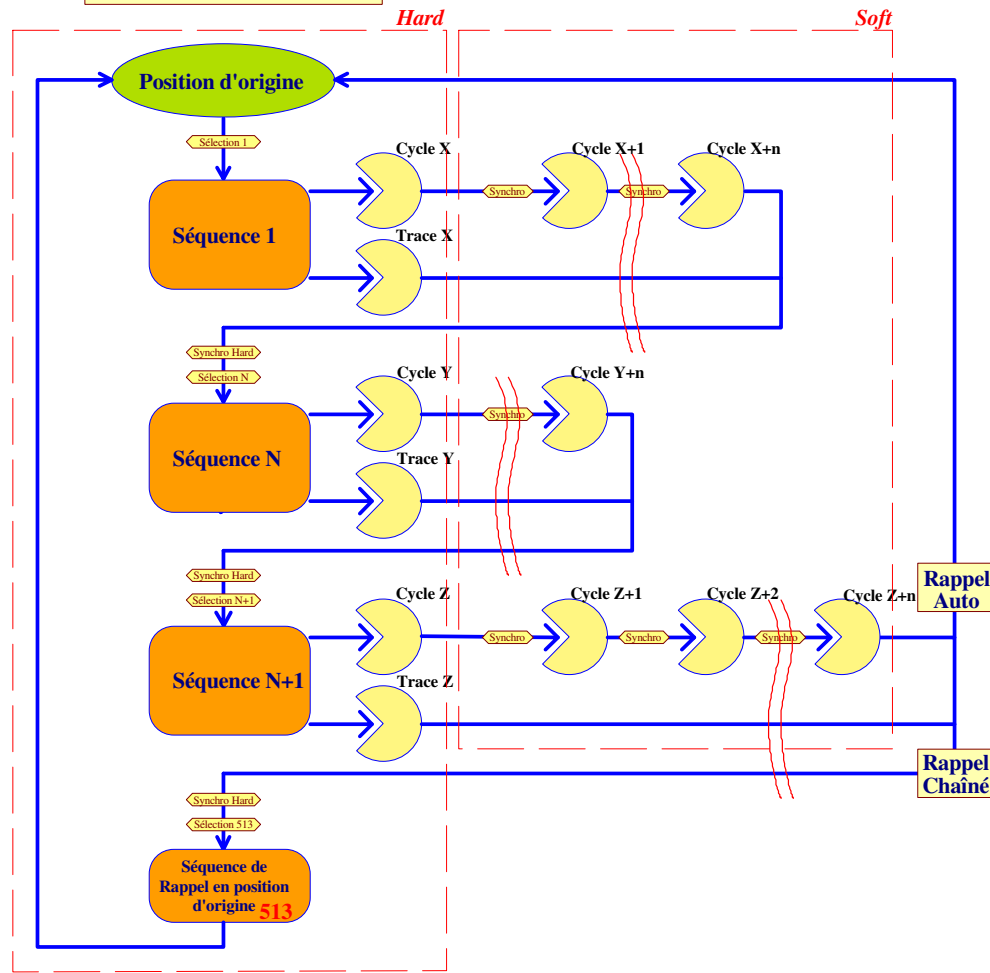 Hard
Soft
Position d'origine
Sélection 1
Cycle X
Cycle X+1
Cycle X+n
Synchro
Synchro
Séquence 1
Trace X
Synchro Hard
Sélection N
Cycle Y
Cycle Y+n
Synchro
Séquence N
Trace Y
Synchro Hard
Sélection N+1
Cycle Z
Cycle Z+1
Cycle Z+2
Cycle Z+n
Synchro
Synchro
Synchro
Rappel
Auto
Séquence N+1
Trace Z
Rappel
Chaîné
Synchro Hard
Sélection 513
Séquence de
Rappel en position
d'origine 513